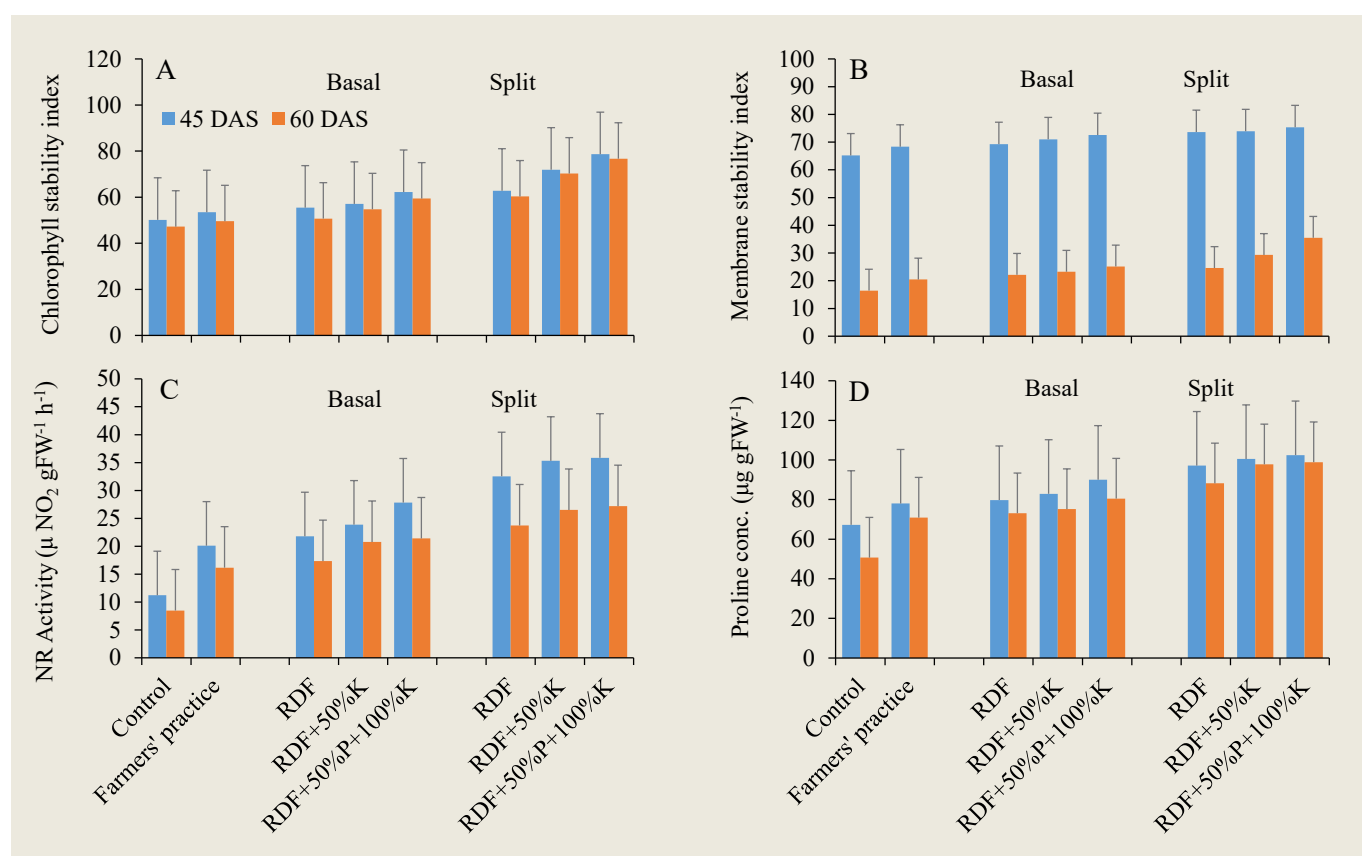 A
Basal
Split
45 DAS
60 DAS
Chlorophyll stability index
120
100
80
60
40
20
0
B
Basal
Split
Membrane stability index
100
90
80
70
60
50
40
30
20
10
0
C
Basal
Split
NR Activity (µ NO₂ gFW⁻¹ h⁻¹)
50
45
40
35
30
25
20
15
10
5
0
Control
Farmers' practice
RDF
RDF+50%K
RDF+50%P+100%K
RDF
RDF+50%K
RDF+50%P+100%K
D
Basal
Split
Proline conc. (µg gFW⁻¹)
140
120
100
80
60
40
20
0
Control
Farmers' practice
RDF
RDF+50%K
RDF+50%P+100%K
RDF
RDF+50%K
RDF+50%P+100%K